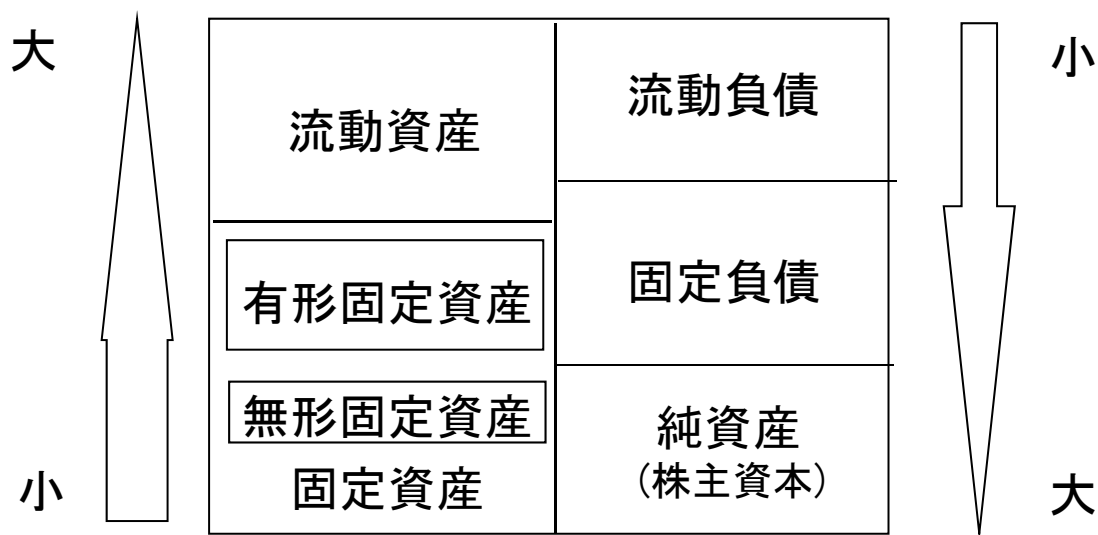 大
小
流動資産
有形固定資産
無形固定資産
固定資産
流動負債
固定負債
純資産
(株主資本)
小
大